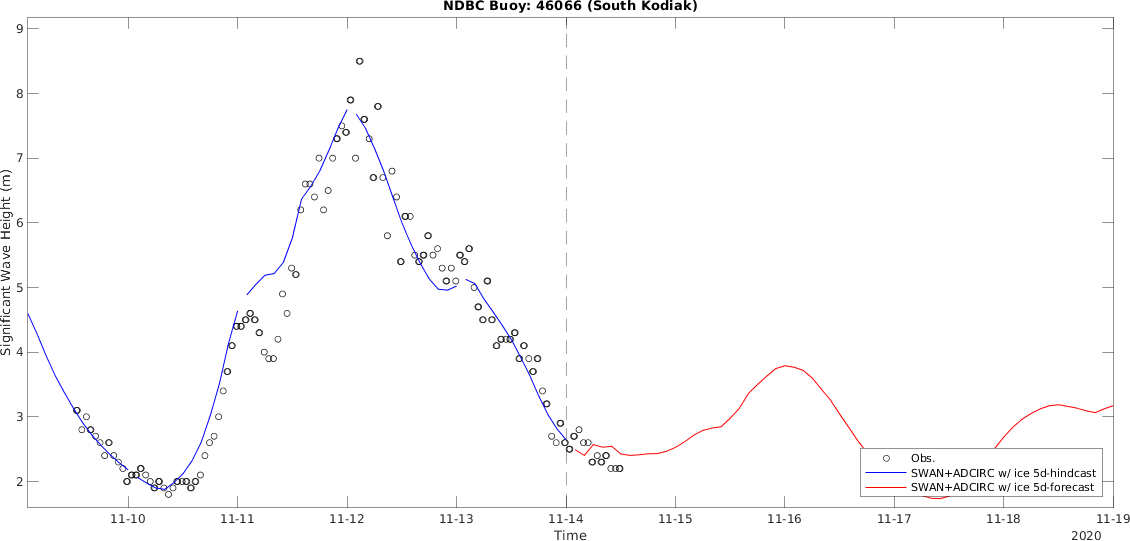 NDBC Buoy: 46066 (South Kodiak)
Significant Wave Height (m)
9
8
7
6
5
4
3
2
Obs.
SWAN+ADCIRC w/ ice 5d-hindcast
SWAN+ADCIRC w/ ice 5d-forecast
11-10 11-11 11-12 11-13 11-14 11-15 11-16 11-17 11-18 11-19
Time
2020